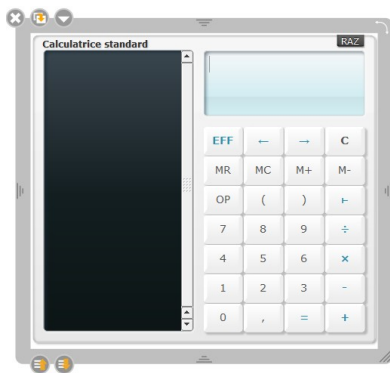 Calculatrice standard RAZ
EFF ← → C
MR MC M+ M-
OP ( ) ⊢
7 8 9 ÷
4 5 6 ×
1 2 3 -
0 , = +